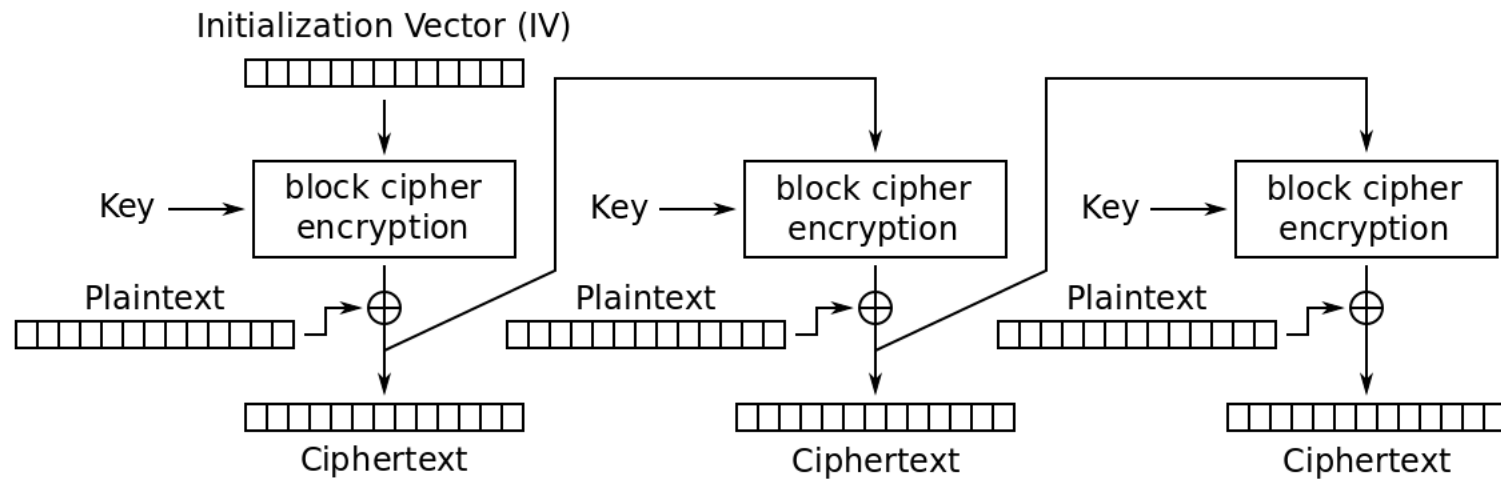 Initialization Vector (IV)
Key
block cipher
encryption
Key
block cipher
encryption
Key
block cipher
encryption
Plaintext
Plaintext
Plaintext
Ciphertext
Ciphertext
Ciphertext